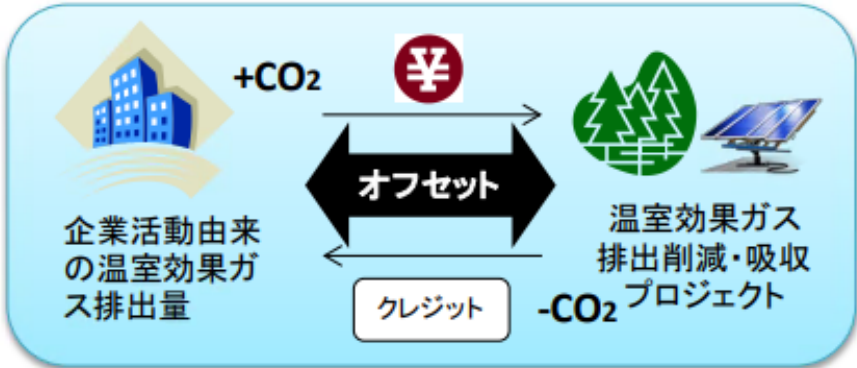 +CO2
¥
オフセット
企業活動由来
の温室効果ガ
ス排出量
温室効果ガス
排出削減・吸収
プロジェクト
クレジット
-CO2